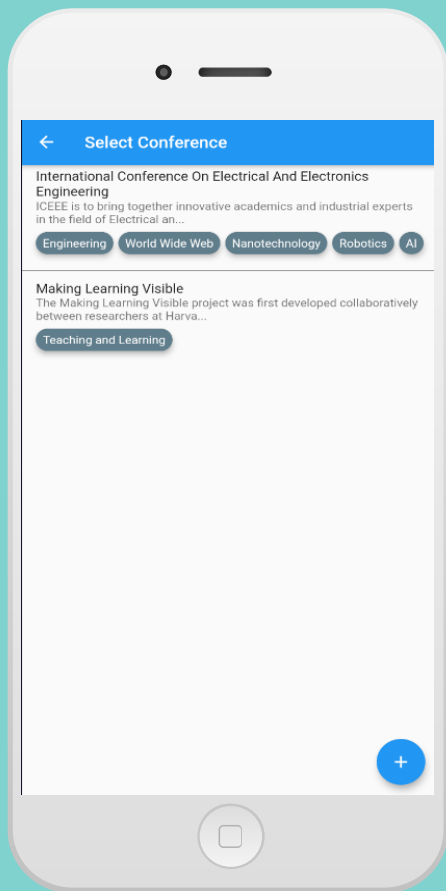 Select Conference
International Conference On Electrical And Electronics
Engineering
ICEEE is to bring together innovative academics and industrial experts
in the field of Electrical an...
Engineering World Wide Web Nanotechnology Robotics AI
Making Learning Visible
The Making Learning Visible project was first developed collaboratively
between researchers at Harva...
Teaching and Learning